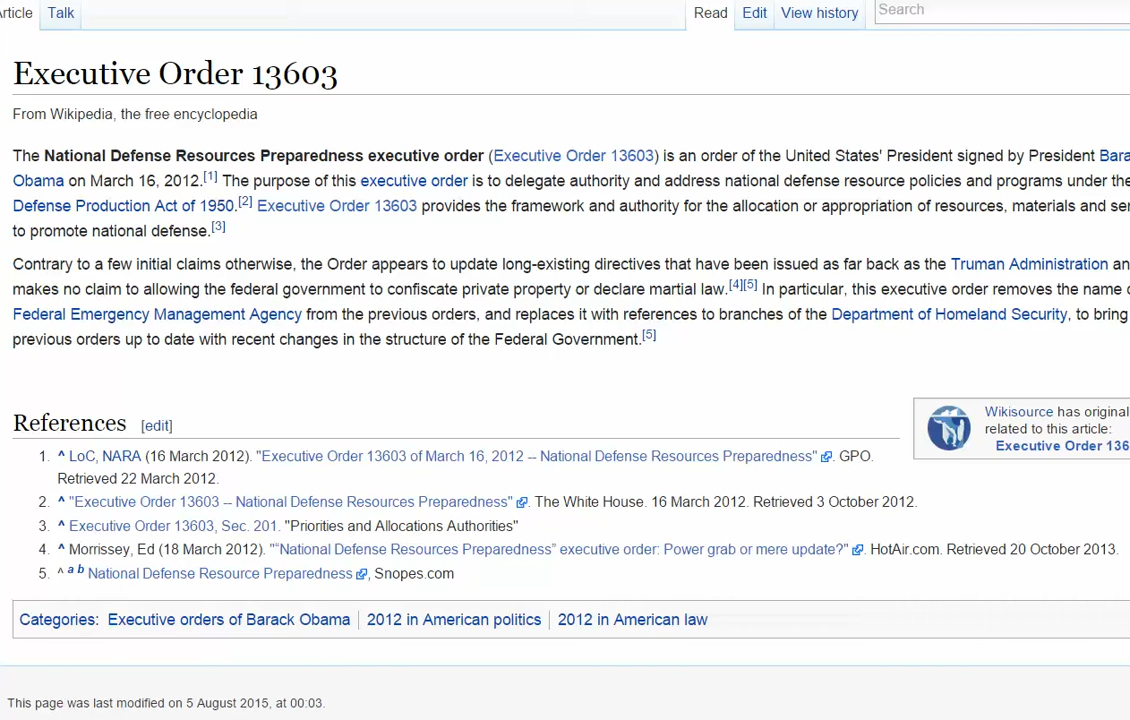 Article Talk Read Edit View history Search
Executive Order 13603
From Wikipedia, the free encyclopedia
The National Defense Resources Preparedness executive order (Executive Order 13603) is an order of the United States' President signed by President Bara
Obama on March 16, 2012.[1] The purpose of this executive order is to delegate authority and address national defense resource policies and programs under the
Defense Production Act of 1950.[2] Executive Order 13603 provides the framework and authority for the allocation or appropriation of resources, materials and ser
to promote national defense.[3]
Contrary to a few initial claims otherwise, the Order appears to update long-existing directives that have been issued as far back as the Truman Administration an
makes no claim to allowing the federal government to confiscate private property or declare martial law.[4][5] In particular, this executive order removes the name o
Federal Emergency Management Agency from the previous orders, and replaces it with references to branches of the Department of Homeland Security, to bring
previous orders up to date with recent changes in the structure of the Federal Government.[5]
References [edit]
Wikisource has original
related to this article:
Executive Order 136
1. ^ LoC, NARA (16 March 2012). "Executive Order 13603 of March 16, 2012 -- National Defense Resources Preparedness". GPO.
Retrieved 22 March 2012.
2. ^ "Executive Order 13603 – National Defense Resources Preparedness". The White House. 16 March 2012. Retrieved 3 October 2012.
3. ^ Executive Order 13603, Sec. 201. "Priorities and Allocations Authorities"
4. ^ Morrissey, Ed (18 March 2012). "“National Defense Resources Preparedness” executive order: Power grab or mere update?". HotAir.com. Retrieved 20 October 2013.
5. ^ a b National Defense Resource Preparedness, Snopes.com
Categories: Executive orders of Barack Obama | 2012 in American politics | 2012 in American law
This page was last modified on 5 August 2015, at 00:03.